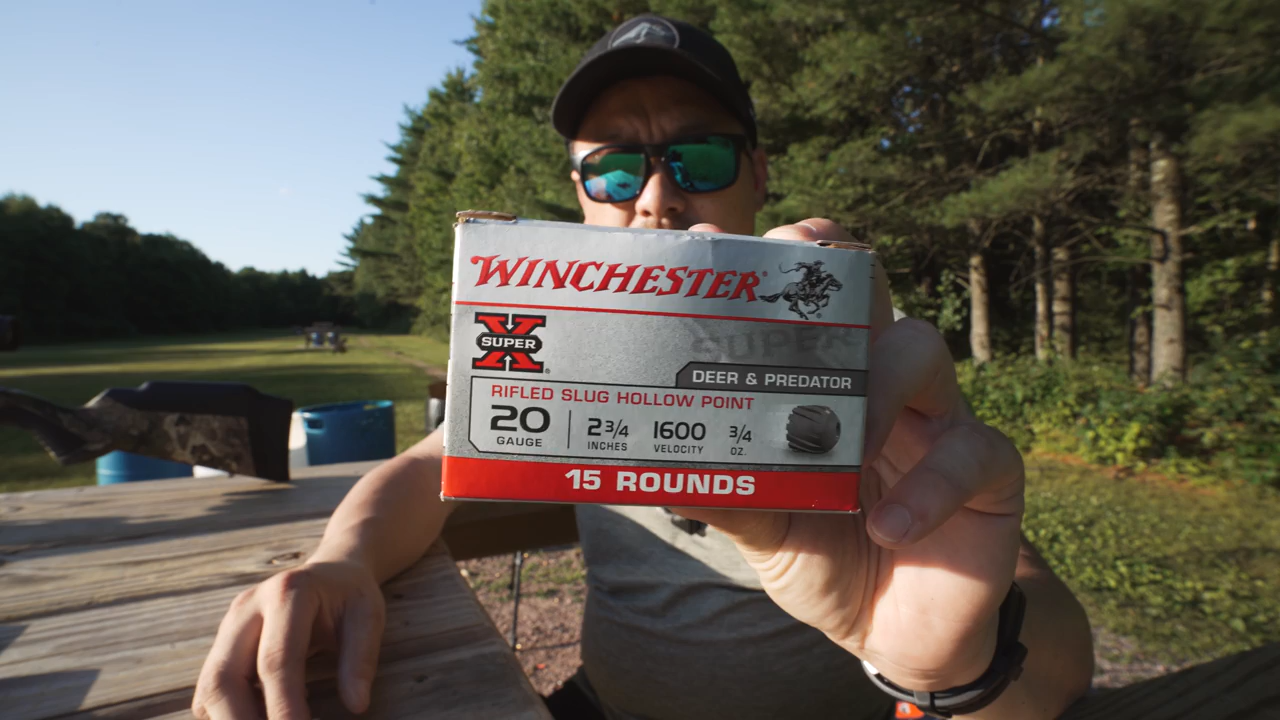 WINCHESTER®
SUPER X®
SUPER
DEER & PREDATOR
RIFLED SLUG HOLLOW POINT
20 GAUGE
2 3/4 INCHES
1600 VELOCITY
3/4 OZ.
15 ROUNDS